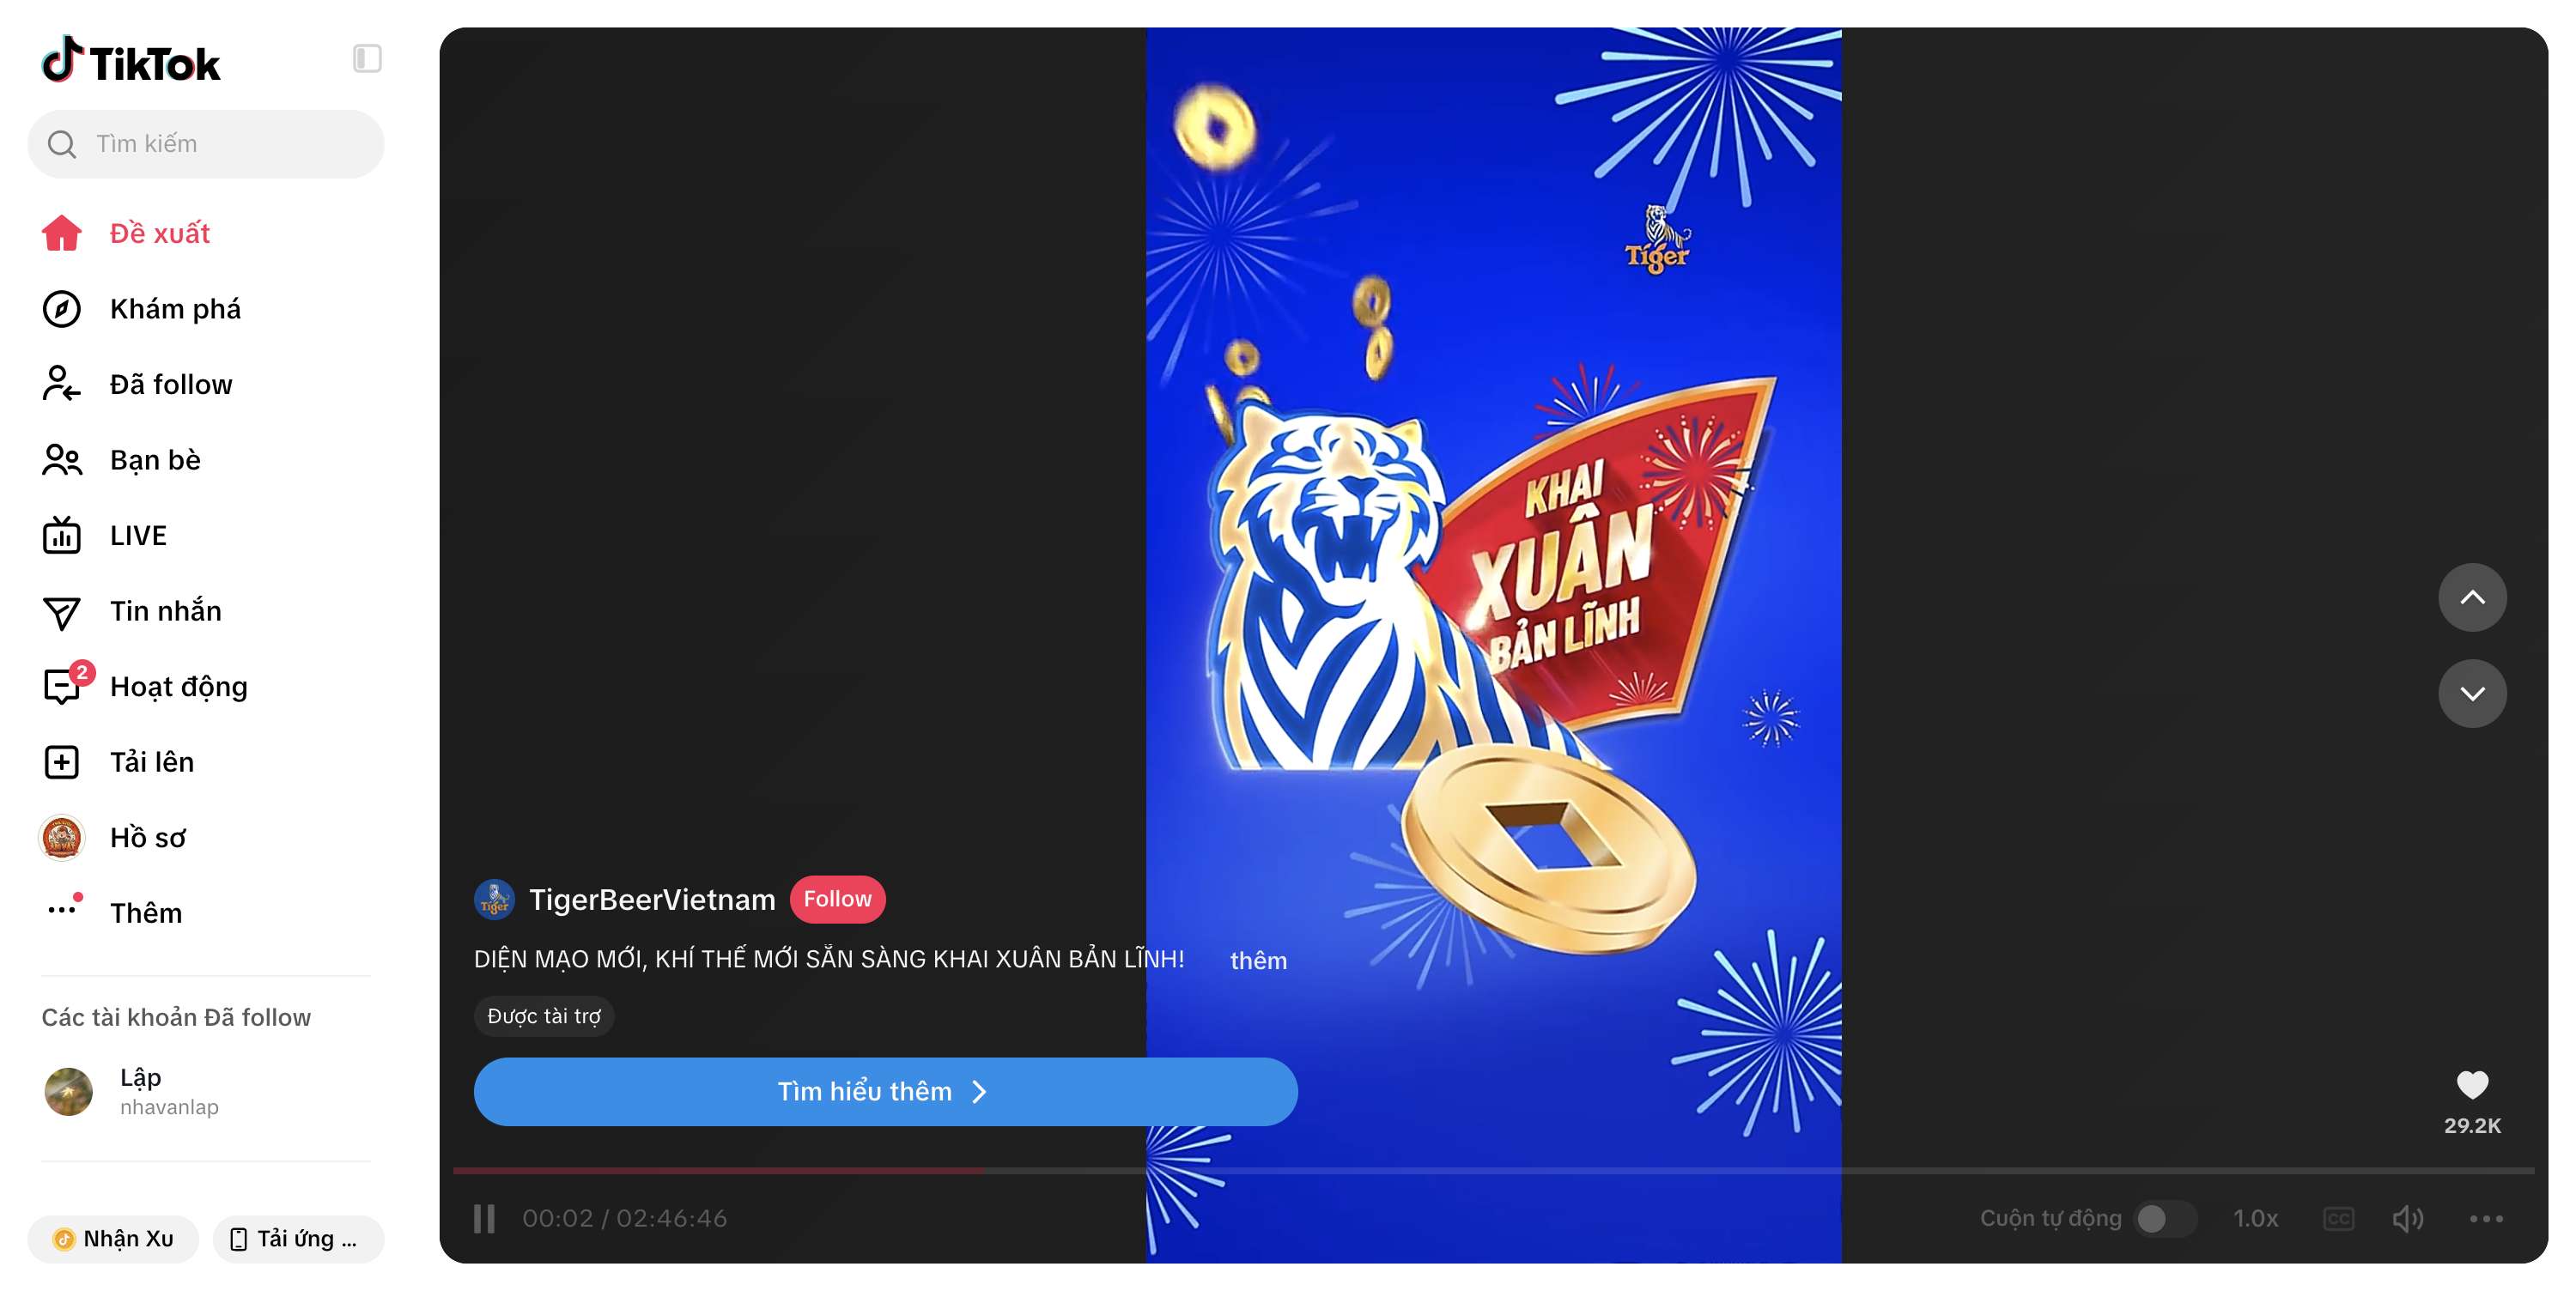 TikTok
Tìm kiếm
Đề xuất
Khám phá
Đã follow
Bạn bè
LIVE
Tin nhắn
2
Hoạt động
Tải lên
Hồ sơ
Thêm
Các tài khoản Đã follow
Lập
nhavanlap
Nhận Xu
Tải ứng ...
Tiger
KHAI
XUÂN
BẢN LĨNH
Tiger
TigerBeerVietnam
Follow
DIỆN MẠO MỚI, KHÍ THẾ MỚI SẴN SÀNG KHAI XUÂN BẢN LĨNH!
thêm
Được tài trợ
Tìm hiểu thêm
29.2K
00:02 / 02:46:46
Cuộn tự động
1.0x
CC